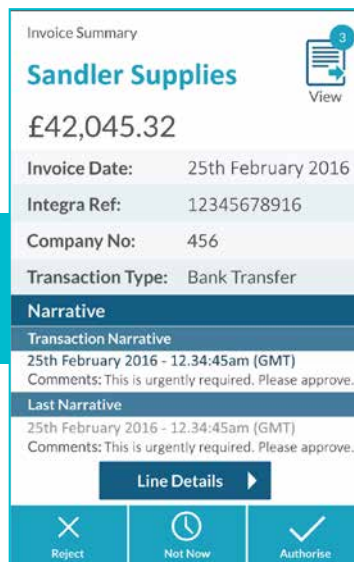 Invoice Summary
3
Sandler Supplies
View
£42,045.32
Invoice Date: 25th February 2016
Integra Ref: 12345678916
Company No: 456
Transaction Type: Bank Transfer
Narrative
Transaction Narrative
25th February 2016 - 12.34:45am (GMT)
Comments: This is urgently required. Please approve.
Last Narrative
25th February 2016 - 12.34:45am (GMT)
Comments: This is urgently required. Please approve.
Line Details
Reject Not Now Authorise